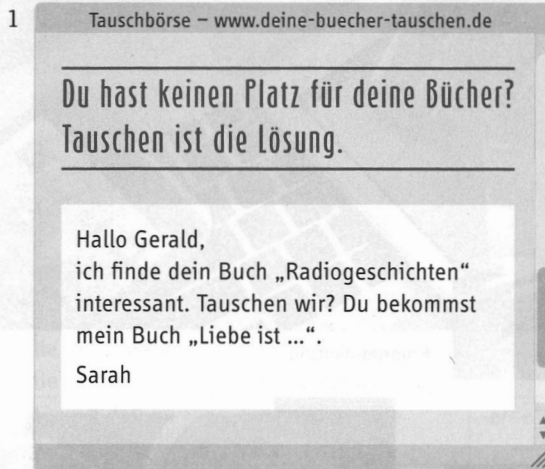 1
Tauschbörse – www.deine-buecher-tauschen.de
Du hast keinen Platz für deine Bücher?
Tauschen ist die Lösung.
Hallo Gerald,
ich finde dein Buch „Radiogeschichten“
interessant. Tauschen wir? Du bekommst
mein Buch „Liebe ist ...“.
Sarah